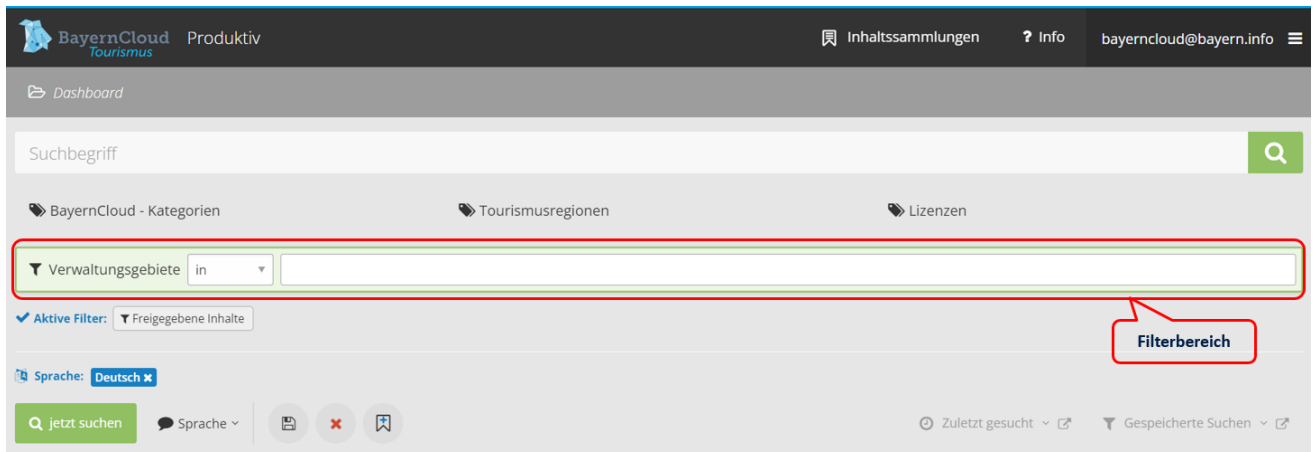 BayernCloud Tourismus Produktiv Inhaltssammlungen ? Info bayerncloud@bayern.info
Dashboard
Suchbegriff
BayernCloud - Kategorien Tourismusregionen Lizenzen
Verwaltungsgebiete in
Aktive Filter: Freigegebene Inhalte
Filterbereich
Sprache: Deutsch
jetzt suchen Sprache Zuletzt gesucht Gespeicherte Suchen